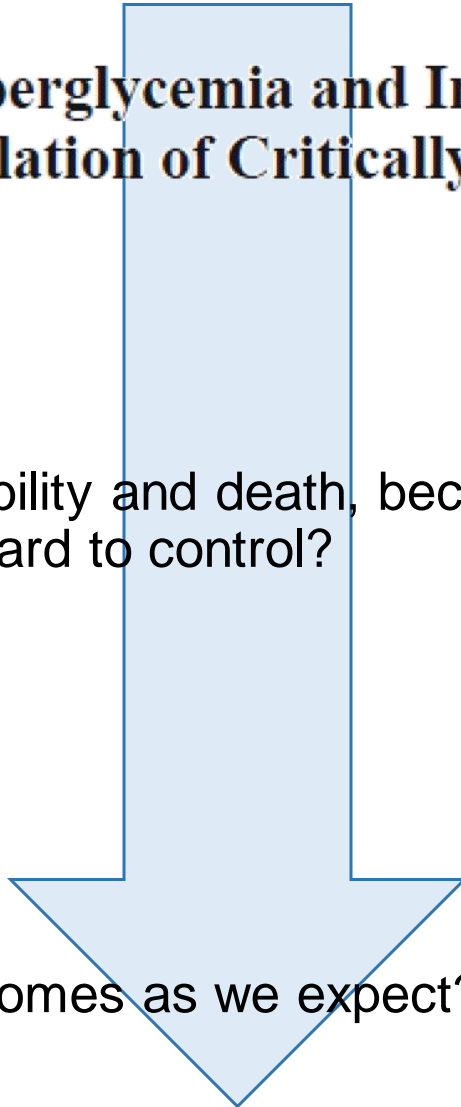 perglycemia and In
lation of Critically
bility and death, bec
ard to control?
omes as we expect?